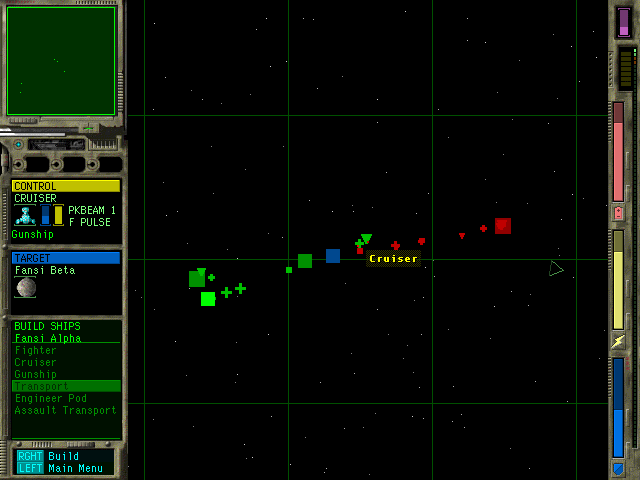 CONTROL
CRUISER
PKBEAM 1
F PULSE
Gunship
TARGET
Fansi Beta
BUILD SHIPS
Fansi Alpha
Fighter
Cruiser
Gunship
Transport
Engineer Pod
Assault Transport
RGHT Build
LEFT Main Menu
Cruiser